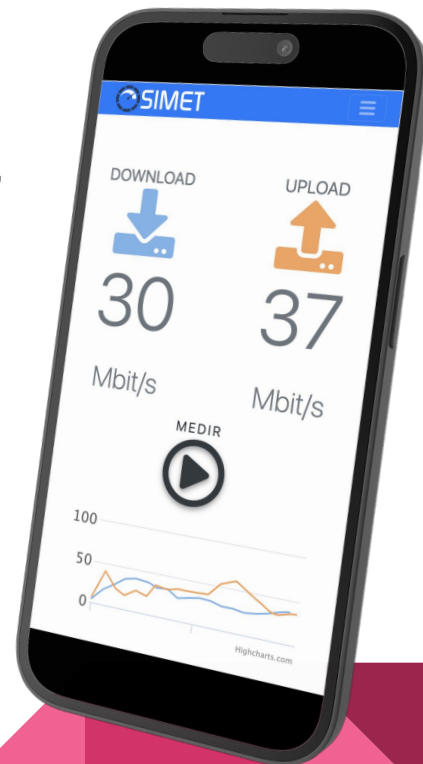 SIMET
DOWNLOAD
UPLOAD
30
37
Mbit/s
Mbit/s
MEDIR
100
50
0
Highcharts.com